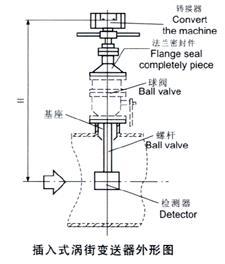 转接器
Convert
the machine
法兰密封件
Flange seal
completely piece
球阀
Ball valve
基座
螺杆
Ball valve
检测器
Detector
H
插入式涡街变送器外形图